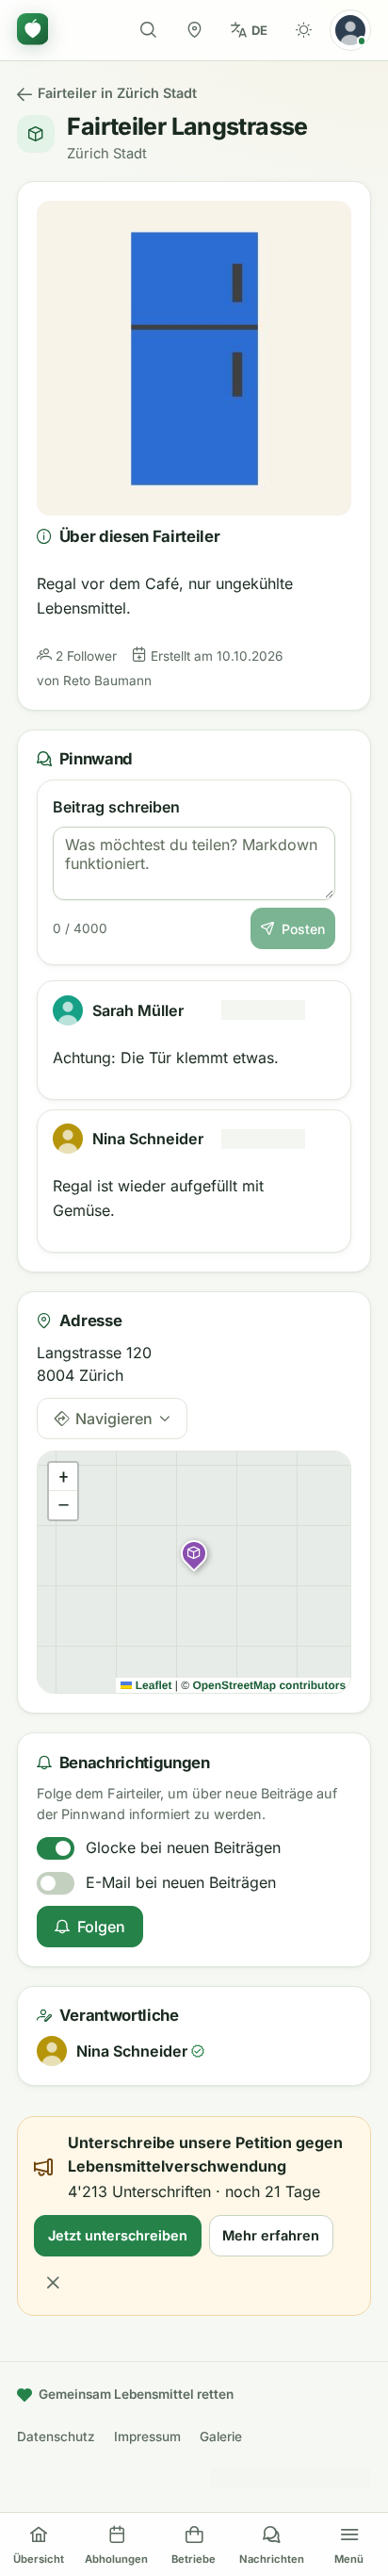 DE
Fairteiler in Zürich Stadt
Fairteiler Langstrasse
Zürich Stadt
Über diesen Fairteiler
Regal vor dem Café, nur ungekühlte
Lebensmittel.
2 Follower
Erstellt am 10.10.2026
von Reto Baumann
Pinnwand
Beitrag schreiben
Was möchtest du teilen? Markdown
funktioniert.
0 / 4000
Posten
Sarah Müller
Achtung: Die Tür klemmt etwas.
Nina Schneider
Regal ist wieder aufgefüllt mit
Gemüse.
Adresse
Langstrasse 120
8004 Zürich
Navigieren
+
−
Leaflet | © OpenStreetMap contributors
Benachrichtigungen
Folge dem Fairteiler, um über neue Beiträge auf
der Pinnwand informiert zu werden.
Glocke bei neuen Beiträgen
E-Mail bei neuen Beiträgen
Folgen
Verantwortliche
Nina Schneider
Unterschreibe unsere Petition gegen
Lebensmittelverschwendung
4'213 Unterschriften · noch 21 Tage
Jetzt unterschreiben
Mehr erfahren
Gemeinsam Lebensmittel retten
Datenschutz
Impressum
Galerie
Übersicht
Abholungen
Betriebe
Nachrichten
Menü